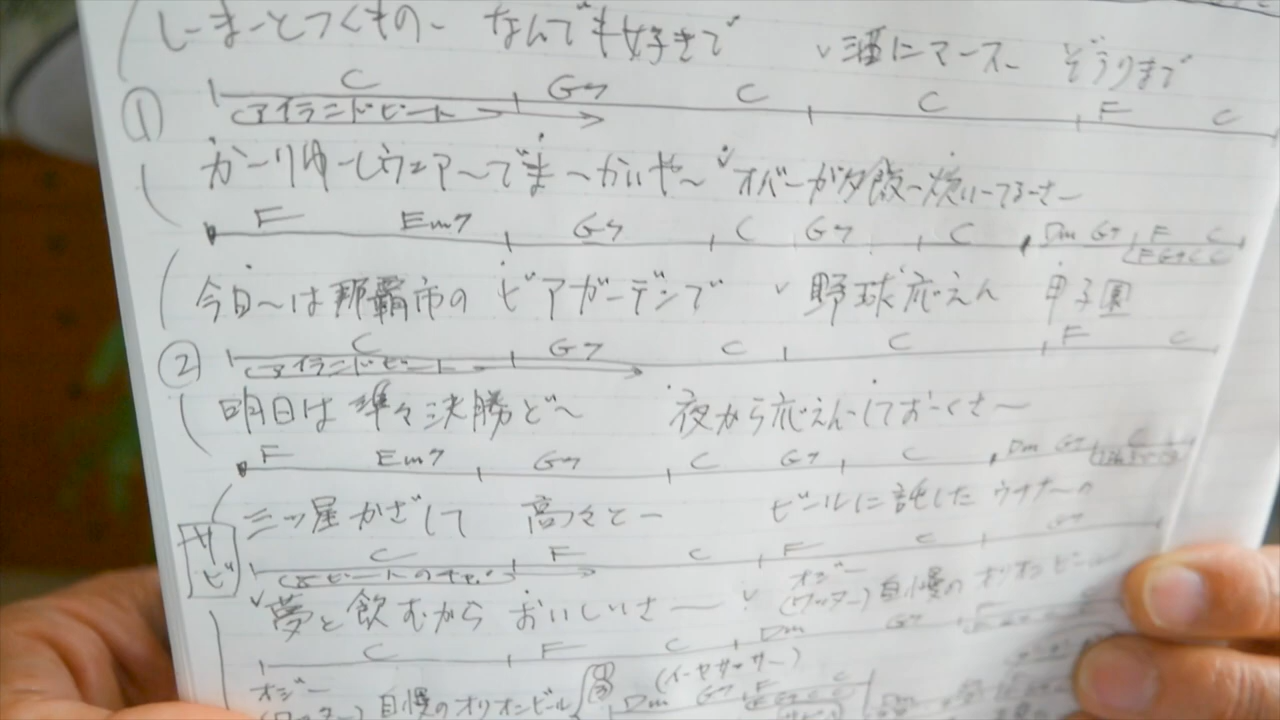 しーまーとつくもの〜 なんでも好きで ∨酒にマース〜 ぞうりまで
① C G7 C C F C
アイランドビート
かーりゆーしウェア〜でま〜かいや〜 ∨オバーが夕飯〜炊いーてるーさー
F Em7 G7 C G7 C Dm G7 F C
F G7 C C
今日〜は那覇市の ビアガーデンで ∨野球応えん 甲子園
② C G7 C C F C
アイランドビート
明日は準々決勝ど〜 夜から応えんーしておーくさー
F Em7 G7 C G7 C Dm G7 C
三ッ星かざして 高々とー ビールに託した ウチナーの
サビ C F C F C G7
8ビート
∨夢と飲むから おいしいさー ∨ オジー(ワッター)自慢の オリオンビール
C F C Dm G7
オジー(ワッター)自慢のオリオンビール (イーヤサッサー)
Dm G7 F C